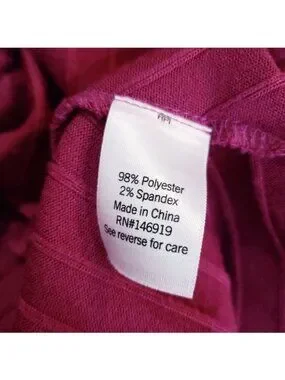 98% Polyester
2% Spandex
Made in China
RN#146919
See reverse for care